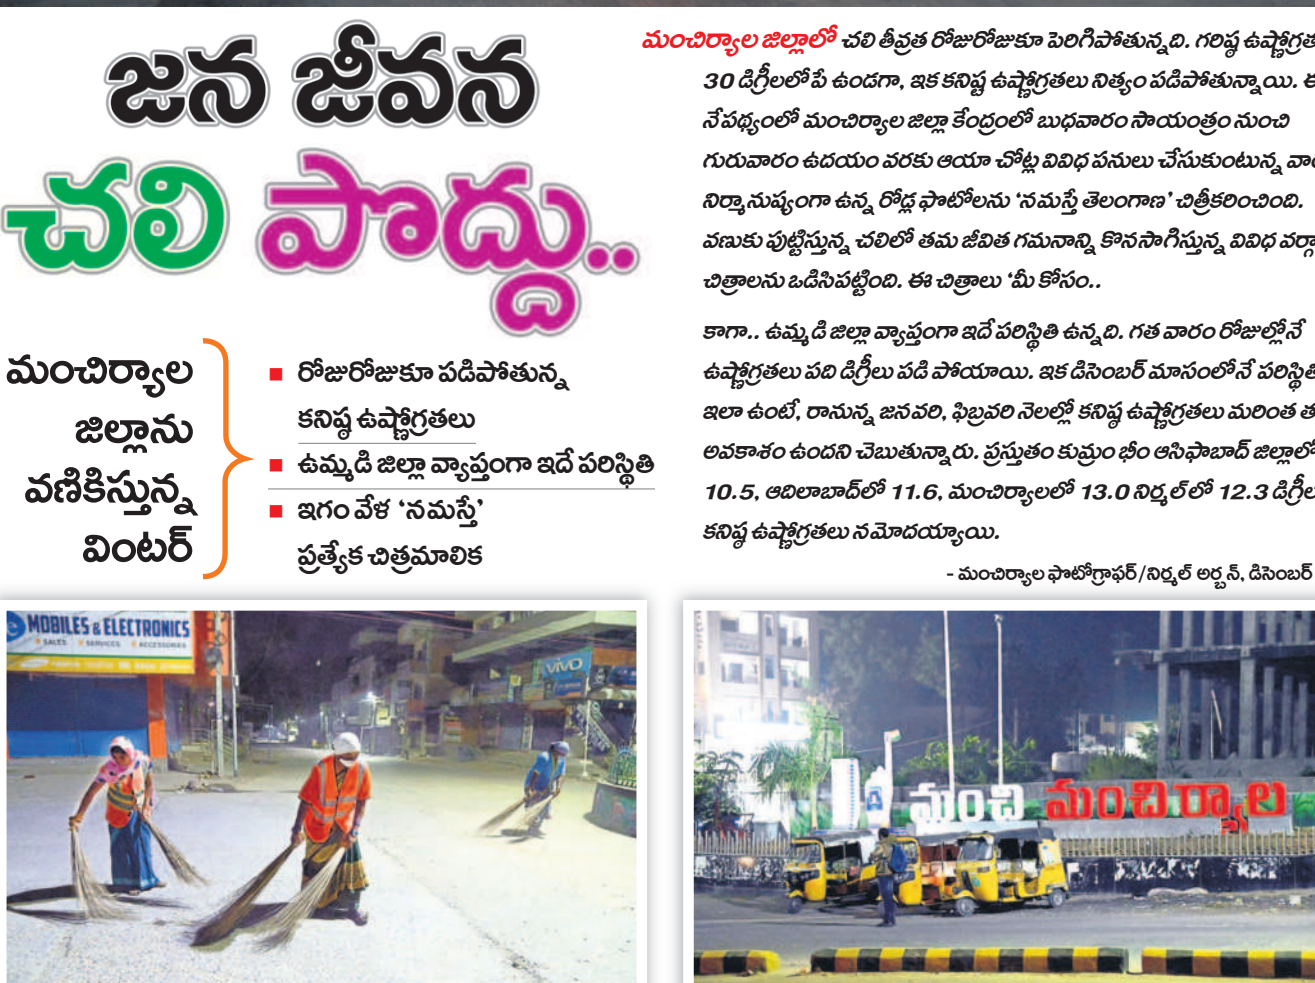 జన జీవన
చలి పొద్దు..
మంచిర్యాల
జిల్లాను
వణికిస్తున్న
వింటర్
రోజురోజుకూ పడిపోతున్న
కనిష్ఠ ఉష్ణోగ్రతలు
ఉమ్మడి జిల్లా వ్యాప్తంగా ఇదే పరిస్థితి
ఇగం వేళ ‘నమస్తే’
ప్రత్యేక చిత్రమాలిక
మంచిర్యాల జిల్లాలో చలి తీవ్రత రోజురోజుకూ పెరిగిపోతున్నది. గరిష్ఠ
30 డిగ్రీలలోపే ఉండగా, ఇక కనిష్ట ఉష్ణోగ్రతలు నిత్యం పడిపోతున్నాయి.
నేపథ్యంలో మంచిర్యాల జిల్లా కేంద్రంలో బుధవారం సాయంత్రం నుంచి
గురువారం ఉదయం వరకు ఆయా చోట్ల వివిధ పనులు చేసుకుంటున్న
నిర్మానుష్యంగా ఉన్న రోడ్ల ఫొటోలను ‘నమస్తే తెలంగాణ’ చిత్రీకరించింది.
వణుకు పుట్టిస్తున్న చలిలో తమ జీవిత గమనాన్ని కొనసాగిస్తున్న వివిధ
చిత్రాలను ఒడిసిపట్టింది. ఈ చిత్రాలు ‘మీ కోసం..
కాగా.. ఉమ్మడి జిల్లా వ్యాప్తంగా ఇదే పరిస్థితి ఉన్నది. గత వారం రోజుల్లోనే
ఉష్ణోగ్రతలు పది డిగ్రీలు పడి పోయాయి. ఇక డిసెంబర్ మాసంలోనే
ఇలా ఉంటే, రానున్న జనవరి, ఫిబ్రవరి నెలల్లో కనిష్ఠ ఉష్ణోగ్రతలు మరింత
అవకాశం ఉందని చెబుతున్నారు. ప్రస్తుతం కుమ్రం భీం ఆసిఫాబాద్ జిల్లాలో
10.5, ఆదిలాబాద్‌లో 11.6, మంచిర్యాలలో 13.0 నిర్మల్‌లో 12.3
కనిష్ఠ ఉష్ణోగ్రతలు నమోదయ్యాయి.
- మంచిర్యాల ఫొటోగ్రాఫర్/నిర్మల్ అర్బన్, డిసెంబర్
MOBILES & ELECTRONICS
SALES SERVICES ACCESSORIES
VIVO
మంచి మంచిర్యాల